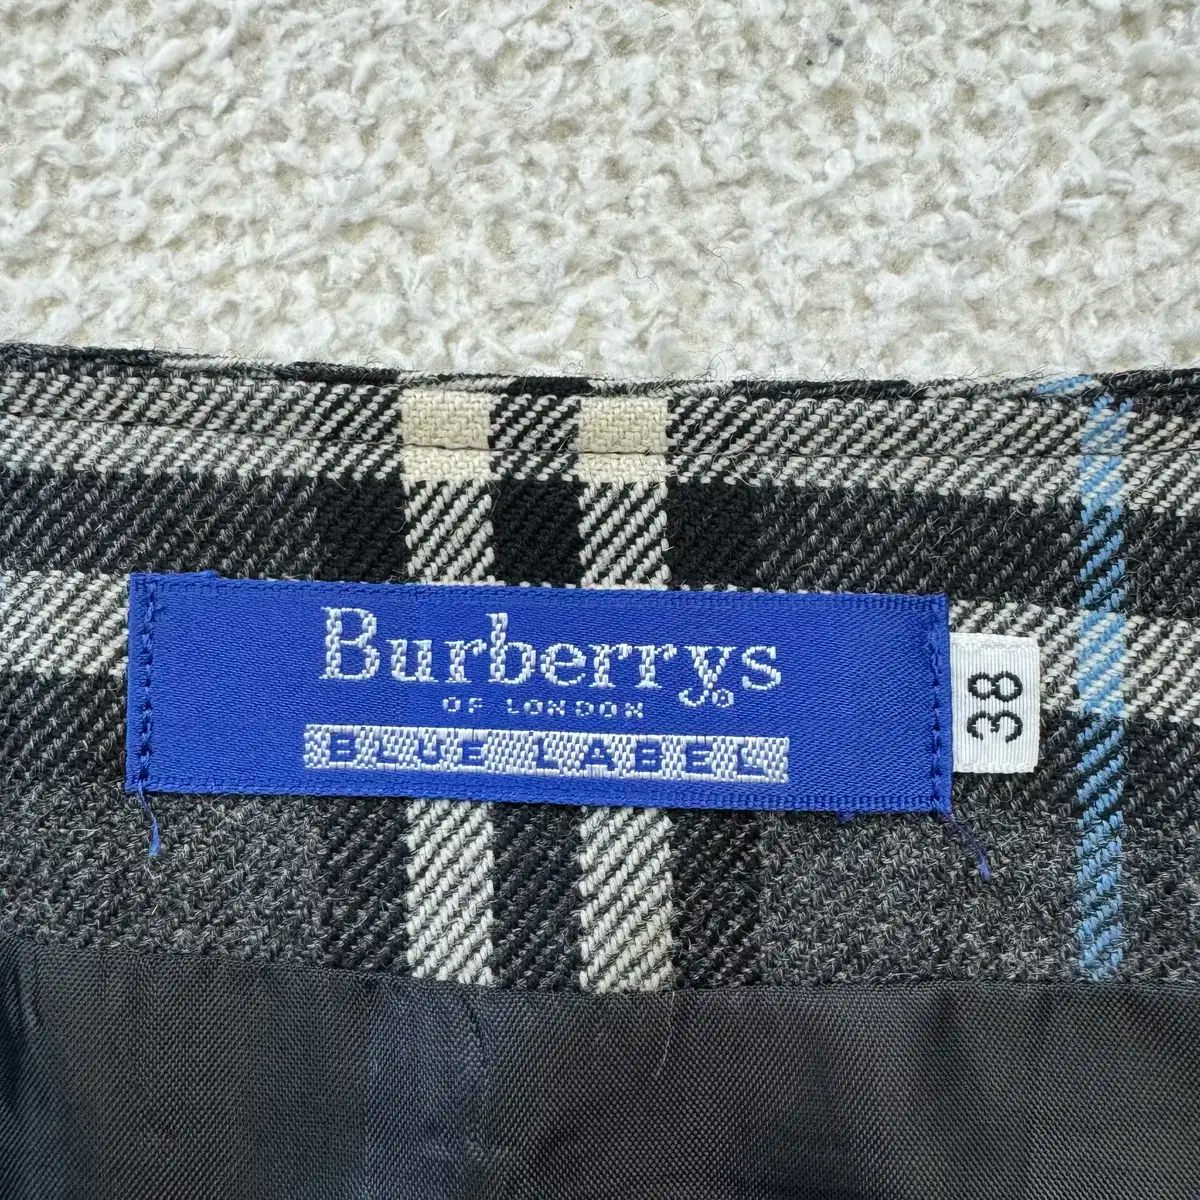 Burberrys
OF LONDON
BLUE LABEL
38